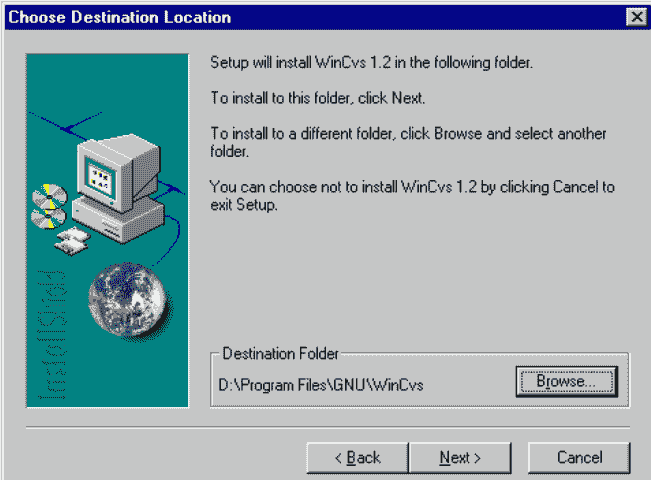 Choose Destination Location
Setup will install WinCvs 1.2 in the following folder.
To install to this folder, click Next.
To install to a different folder, click Browse and select another
folder.
You can choose not to install WinCvs 1.2 by clicking Cancel to
exit Setup.
InstallShield
Destination Folder
D:\Program Files\GNU\WinCvs
Browse...
< Back
Next >
Cancel